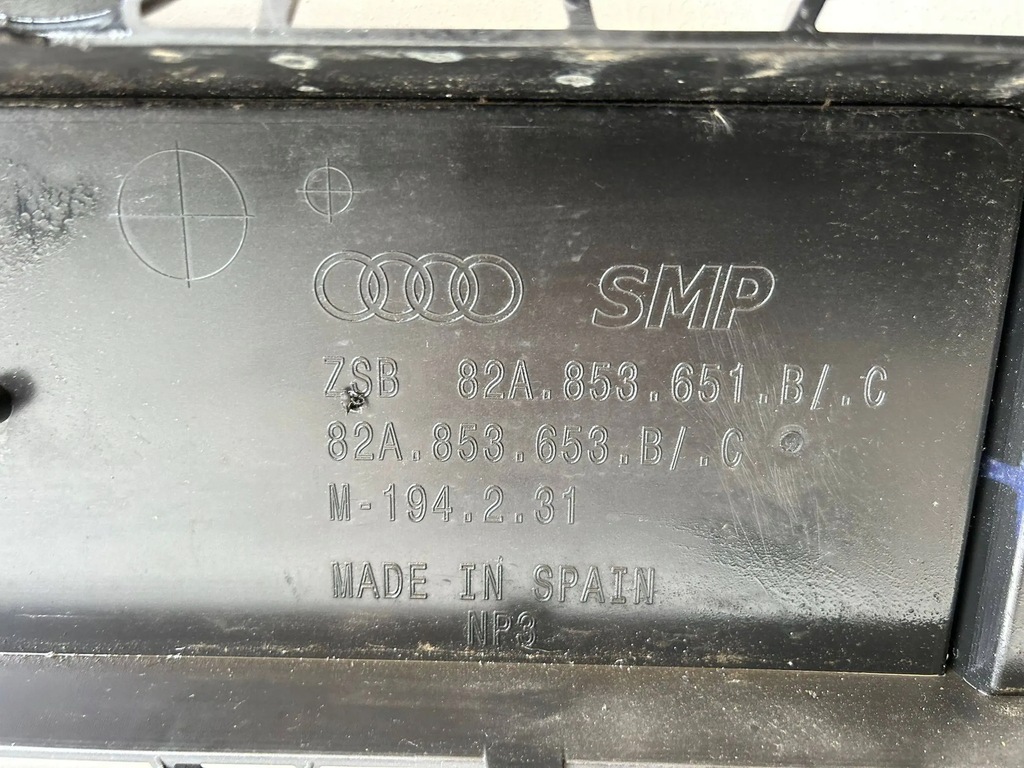 SMP
ZSB 82A.853.651.B/.C
82A.853.653.B/.C
M-194.2.31
MADE IN SPAIN
NP3